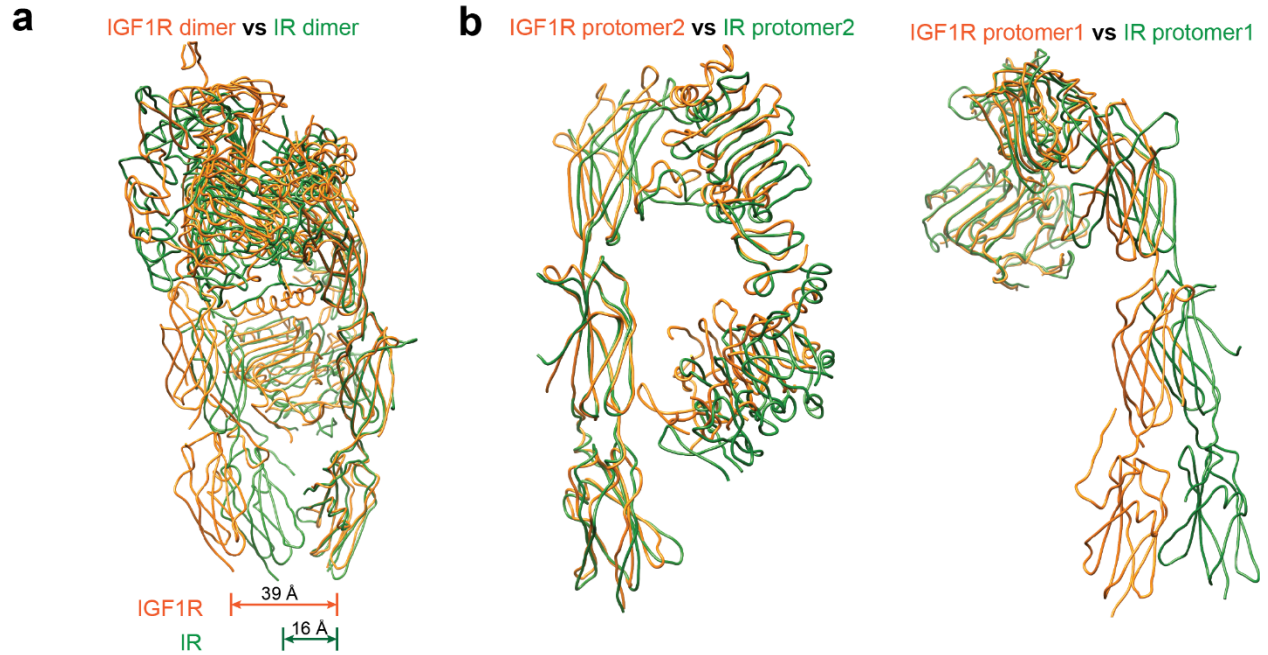 a
IGF1R dimer vs IR dimer
b
IGF1R protomer2 vs IR protomer2
IGF1R protomer1 vs IR protomer1
39 Å
IGF1R
16 Å
IR